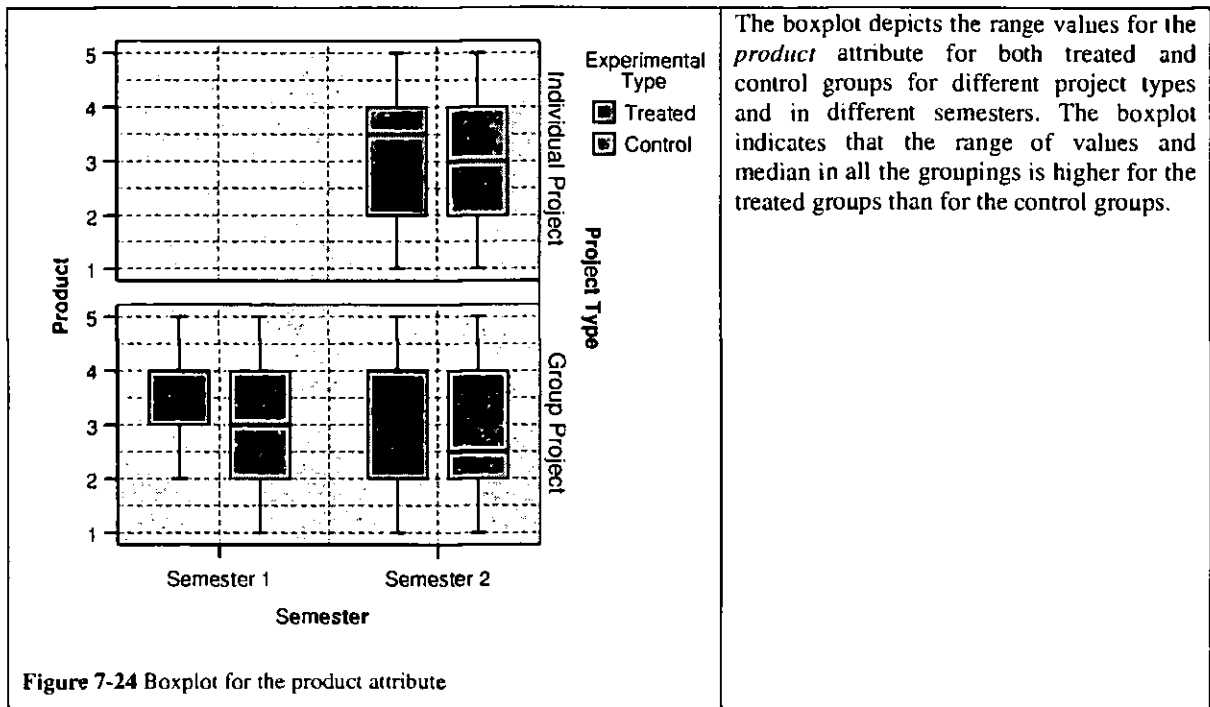 5
4
3
2
1
Individual Project
5
4
3
2
1
Group Project
Product
Project Type
Semester 1
Semester 2
Semester
Experimental
Type
Treated
Control
Figure 7-24 Boxplot for the product attribute
The boxplot depicts the range values for the
product attribute for both treated and
control groups for different project types
and in different semesters. The boxplot
indicates that the range of values and
median in all the groupings is higher for the
treated groups than for the control groups.